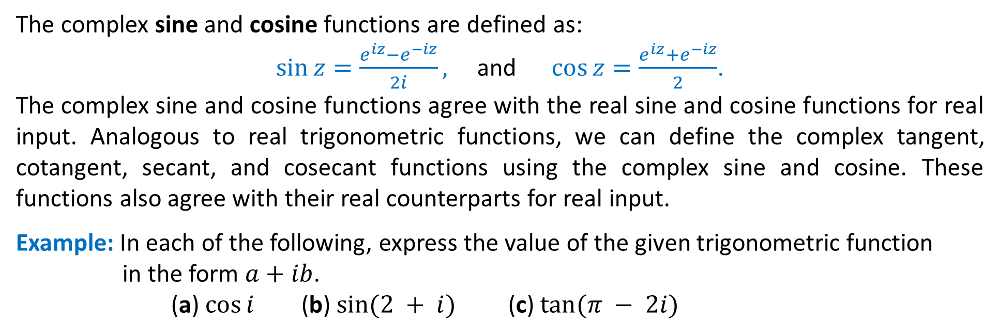 The complex sine and cosine functions are defined as:
sin z = (e^{iz} − e^{−iz})/(2i), and cos z = (e^{iz} + e^{−iz})/2.
The complex sine and cosine functions agree with the real sine and cosine functions for real
input. Analogous to real trigonometric functions, we can define the complex tangent,
cotangent, secant, and cosecant functions using the complex sine and cosine. These
functions also agree with their real counterparts for real input.
Example: In each of the following, express the value of the given trigonometric function
in the form a + ib.
(a) cos i (b) sin(2 + i) (c) tan(π − 2i)